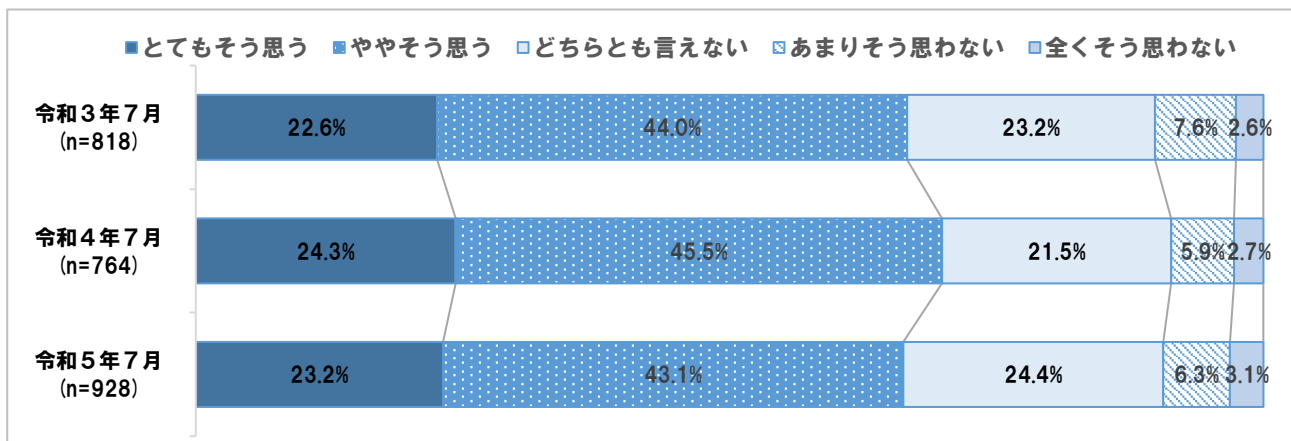 とてもそう思う ややそう思う どちらとも言えない あまりそう思わない 全くそう思わない
令和３年７月
(n=818)
22.6% 44.0% 23.2% 7.6% 2.6%
令和４年７月
(n=764)
24.3% 45.5% 21.5% 5.9% 2.7%
令和５年７月
(n=928)
23.2% 43.1% 24.4% 6.3% 3.1%